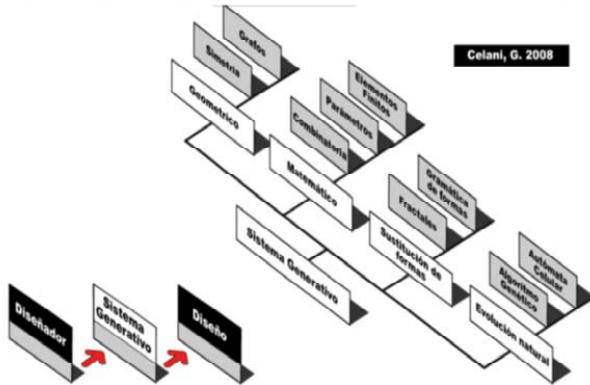 Grafos
Simetría
Geometrico
Celani, G. 2008
Elementos
Finitos
Parámetros
Combinatoria
Matemático
Gramática
de formas
Fractales
Sustitución de
formas
Sistema Generativo
Autómata
Celular
Algoritmo
Genético
Evolución natural
Diseñador
Sistema
Generativo
Diseño